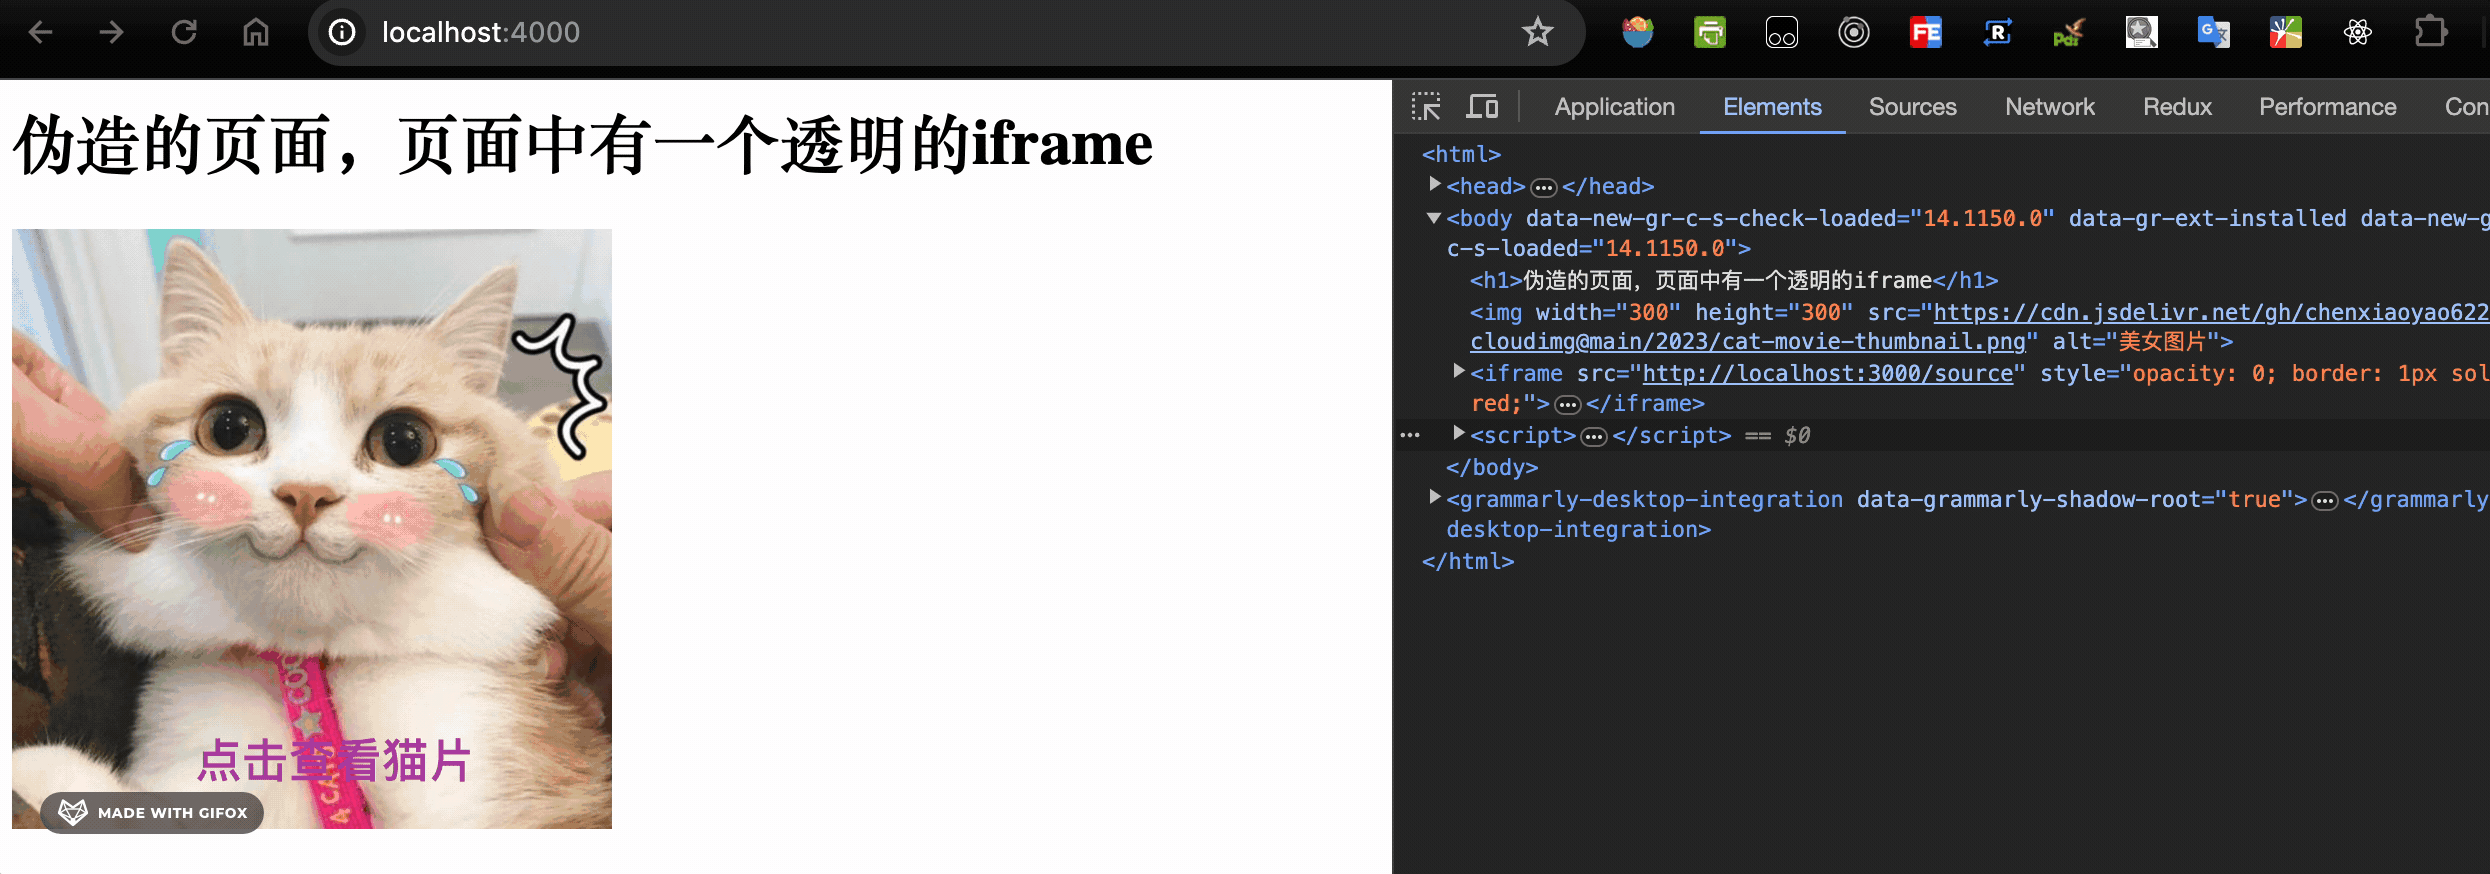 localhost:4000
FE
R
Pdf
G
Application Elements Sources Network Redux Performance Con
伪造的页面，页面中有一个透明的iframe
点击查看猫片
MADE WITH GIFOX
<html>
<head> ••• </head>
<body data-new-gr-c-s-check-loaded="14.1150.0" data-gr-ext-installed data-new-g
c-s-loaded="14.1150.0">
<h1>伪造的页面，页面中有一个透明的iframe</h1>
<img width="300" height="300" src="https://cdn.jsdelivr.net/gh/chenxiaoyao622
cloudimg@main/2023/cat-movie-thumbnail.png" alt="美女图片">
<iframe src="http://localhost:3000/source" style="opacity: 0; border: 1px sol
red;"> ••• </iframe>
••• <script> ••• </script> == $0
</body>
<grammarly-desktop-integration data-grammarly-shadow-root="true"> ••• </grammarly
desktop-integration>
</html>